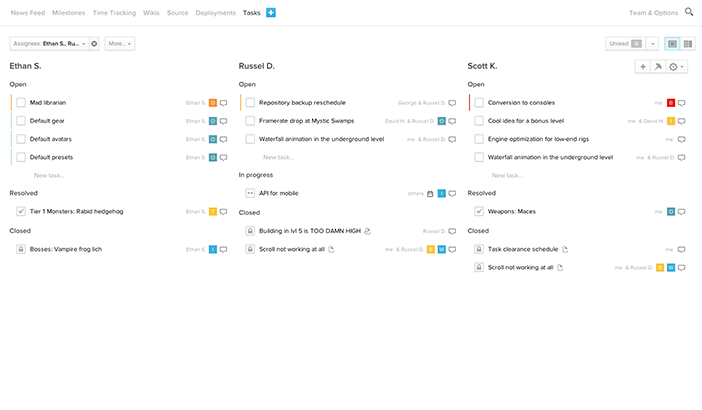 News Feed Milestones Time Tracking Wikis Source Deployments Tasks + Team & Options
Assignees: Ethan S., Ru... More... Unread 0
Ethan S.
Open
Mad librarian Ethan S.
Default gear Ethan S. O
Default avatars Ethan S. O
Default presets Ethan S. O
New task...
Resolved
Tier 1 Monsters: Rabid hedgehog Ethan S.
Closed
Bosses: Vampire frog lich Ethan S. I
Russel D.
Open
Repository backup reschedule George & Russel D.
Framerate drop at Mystic Swamps David H. & Russel D. O
Waterfall animation in the underground level me & Russel D.
New task...
In progress
API for mobile others I
Closed
Building in lvl 5 is TOO DAMN HIGH Russel D.
Scroll not working at all me & Russel D. W
Scott K.
Open
Conversion to consoles me B
Cool idea for a bonus level me & David H. I
Engine optimization for low-end rigs me
Waterfall animation in the underground level me & Russel D.
New task...
Resolved
Weapons: Maces me O
Closed
Task clearance schedule me
Scroll not working at all me & Russel D. W